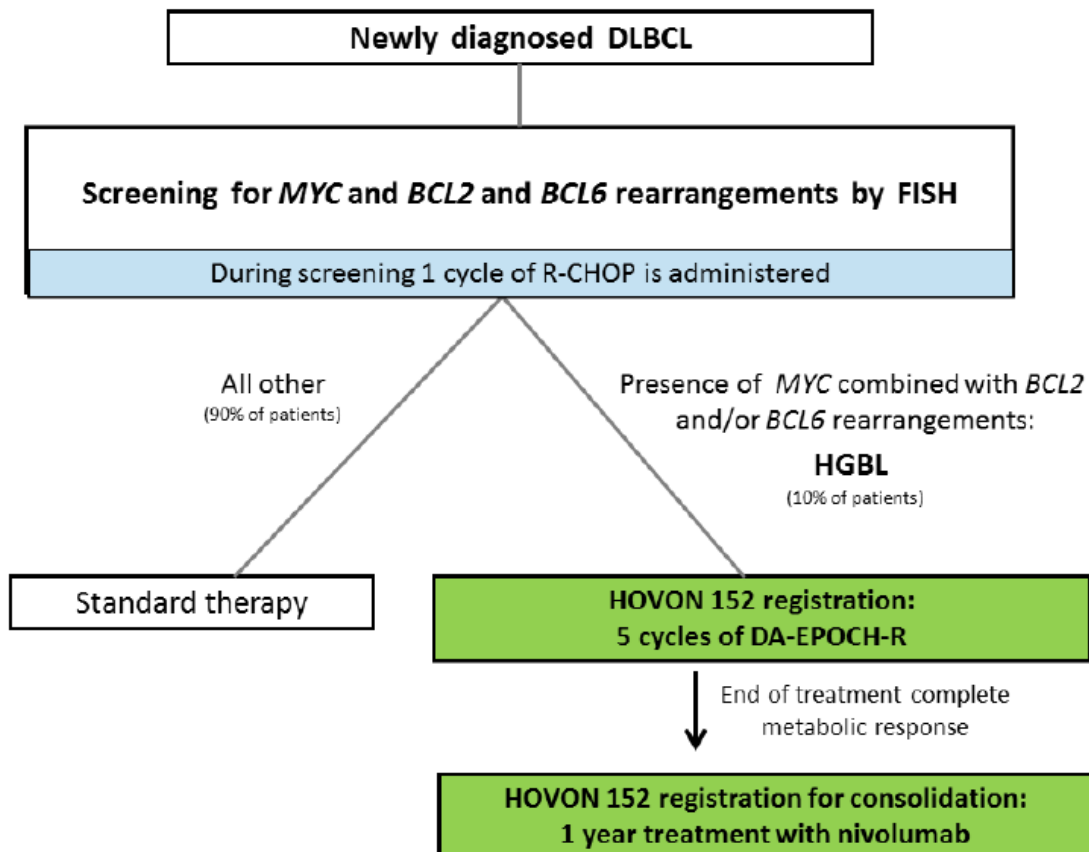 Newly diagnosed DLBCL
Screening for MYC and BCL2 and BCL6 rearrangements by FISH
During screening 1 cycle of R-CHOP is administered
All other
(90% of patients)
Presence of MYC combined with BCL2
and/or BCL6 rearrangements:
HGBL
(10% of patients)
Standard therapy
HOVON 152 registration:
5 cycles of DA-EPOCH-R
End of treatment complete
metabolic response
HOVON 152 registration for consolidation:
1 year treatment with nivolumab